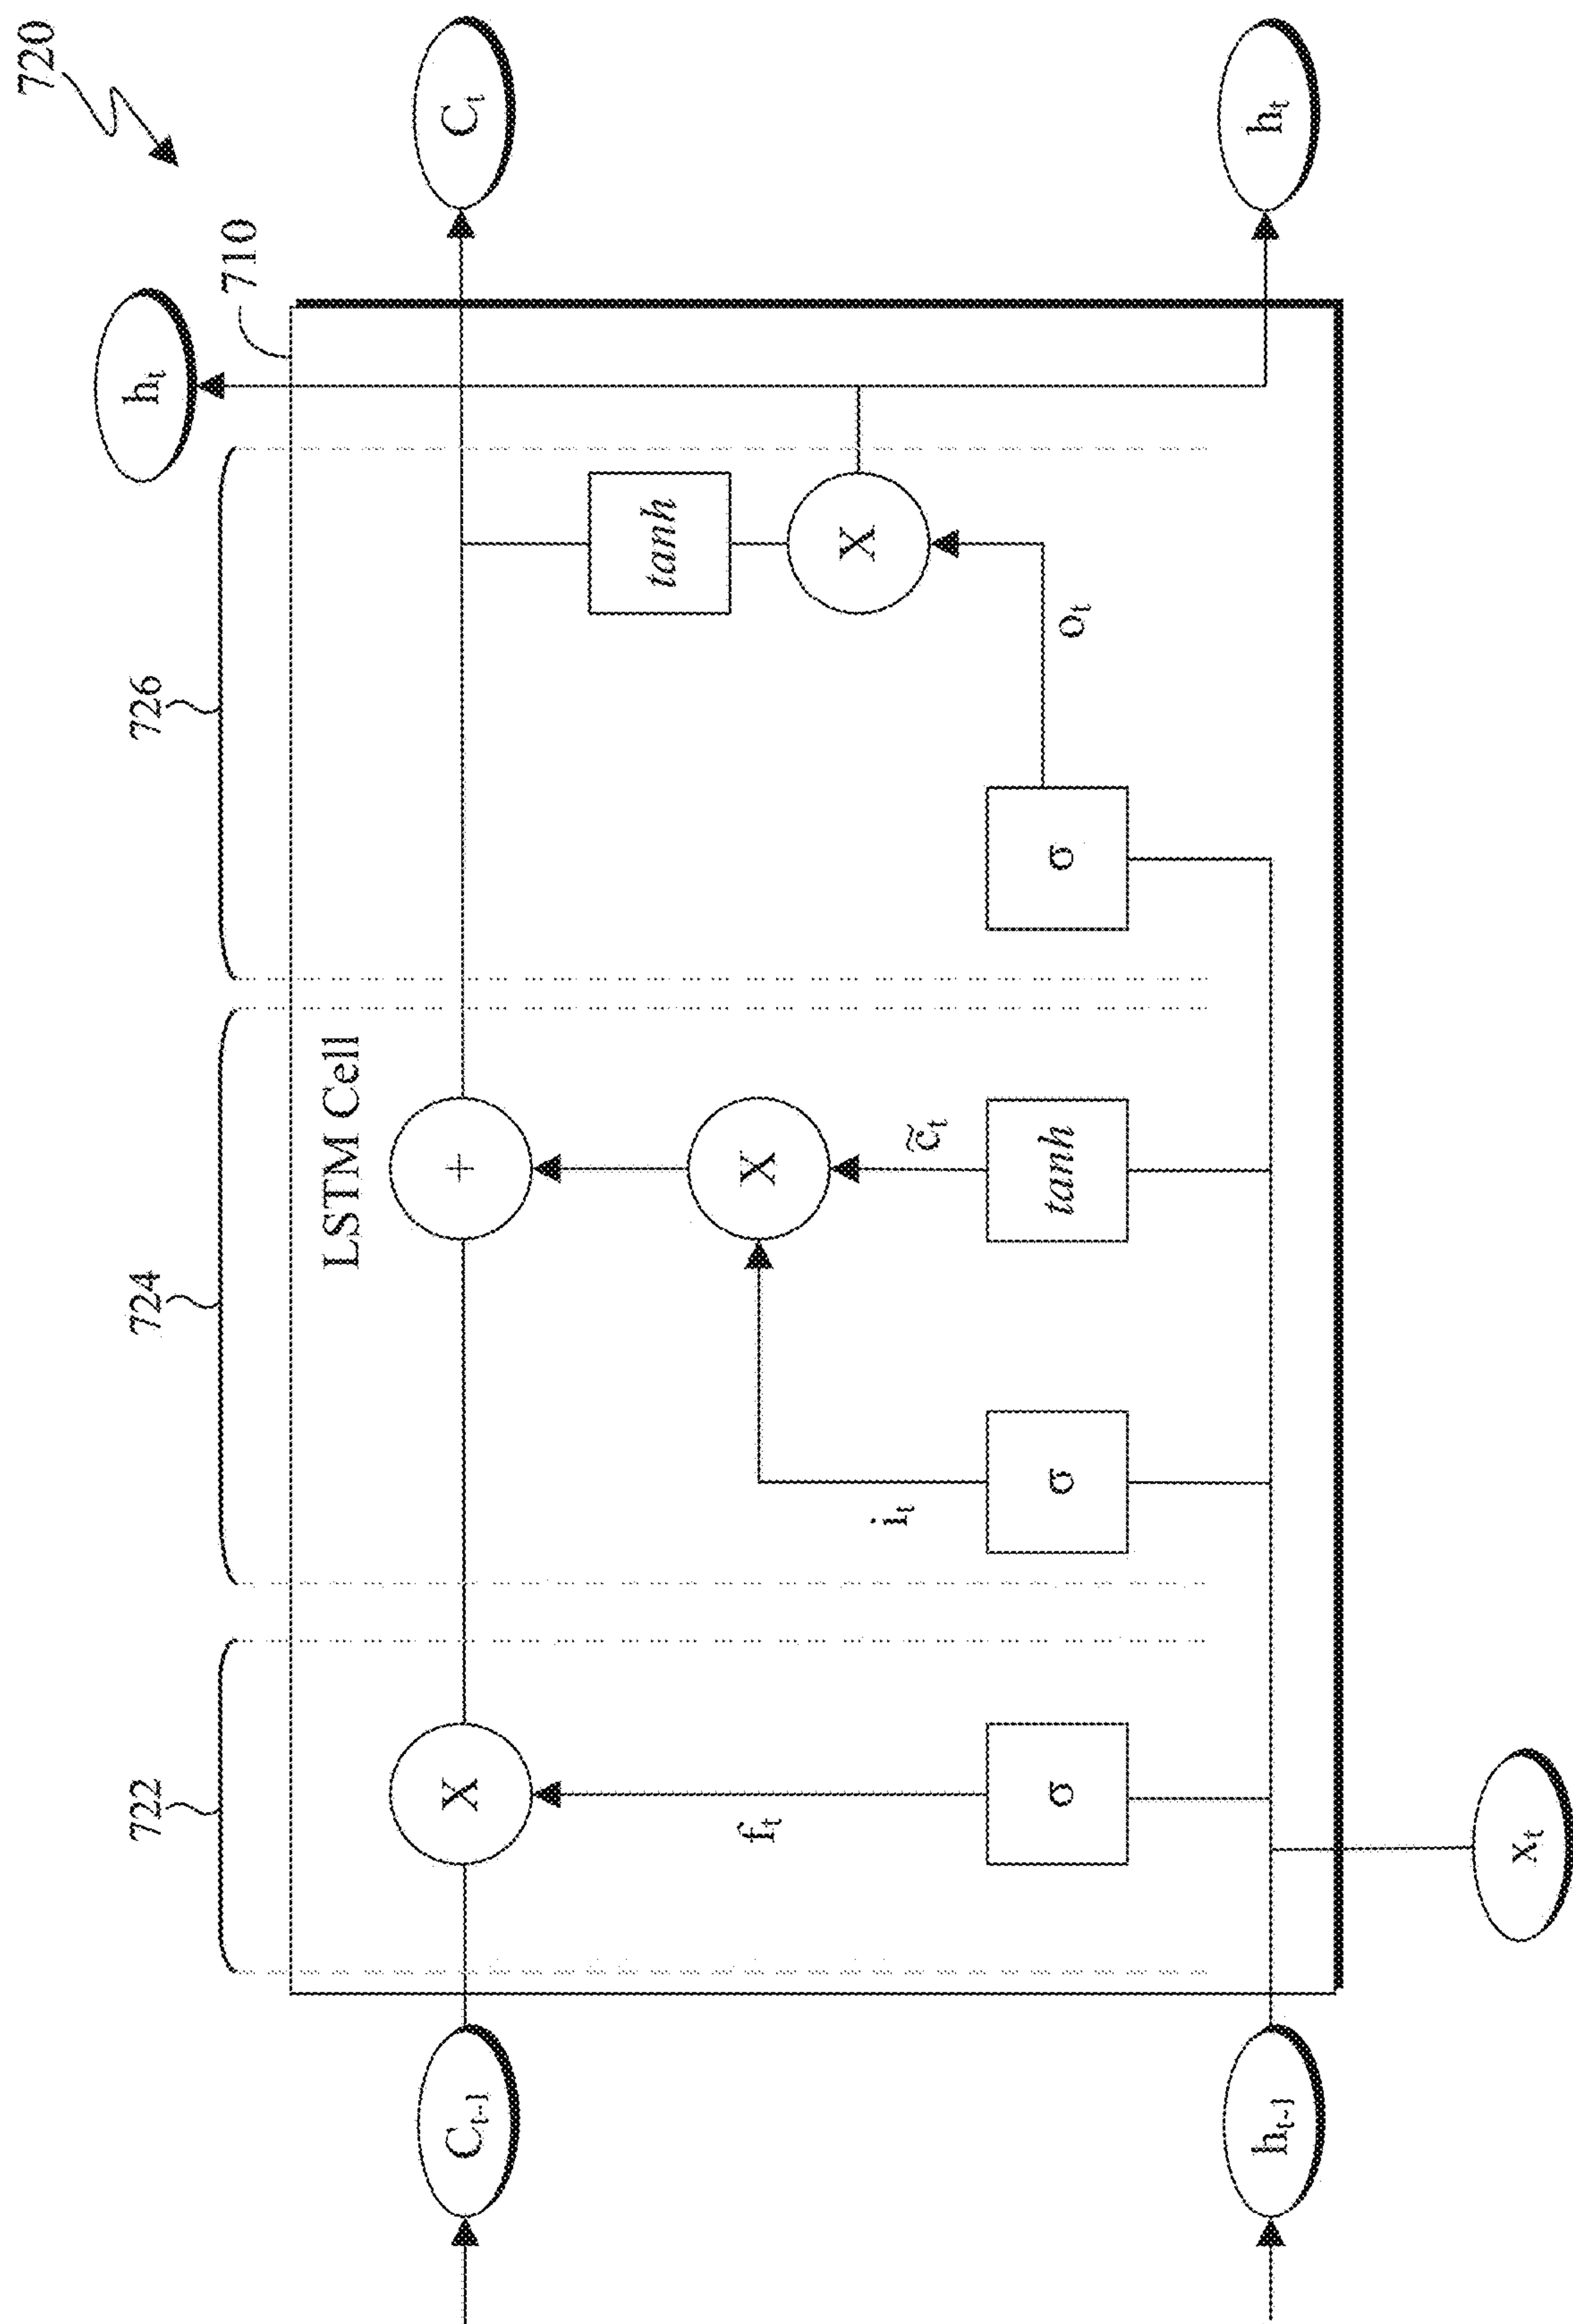 720
h_t
710
722
724
726
LSTM Cell
C_{t-1}
X
+
C_t
tanh
f_t
i_t
X
c̃_t
X
o_t
σ
σ
tanh
σ
h_{t-1}
h_t
x_t